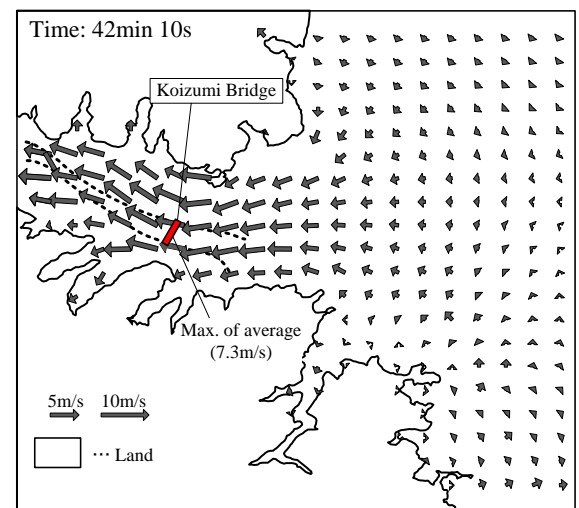 Time: 42min 10s
Koizumi Bridge
Max. of average
(7.3m/s)
5m/s 10m/s
··· Land